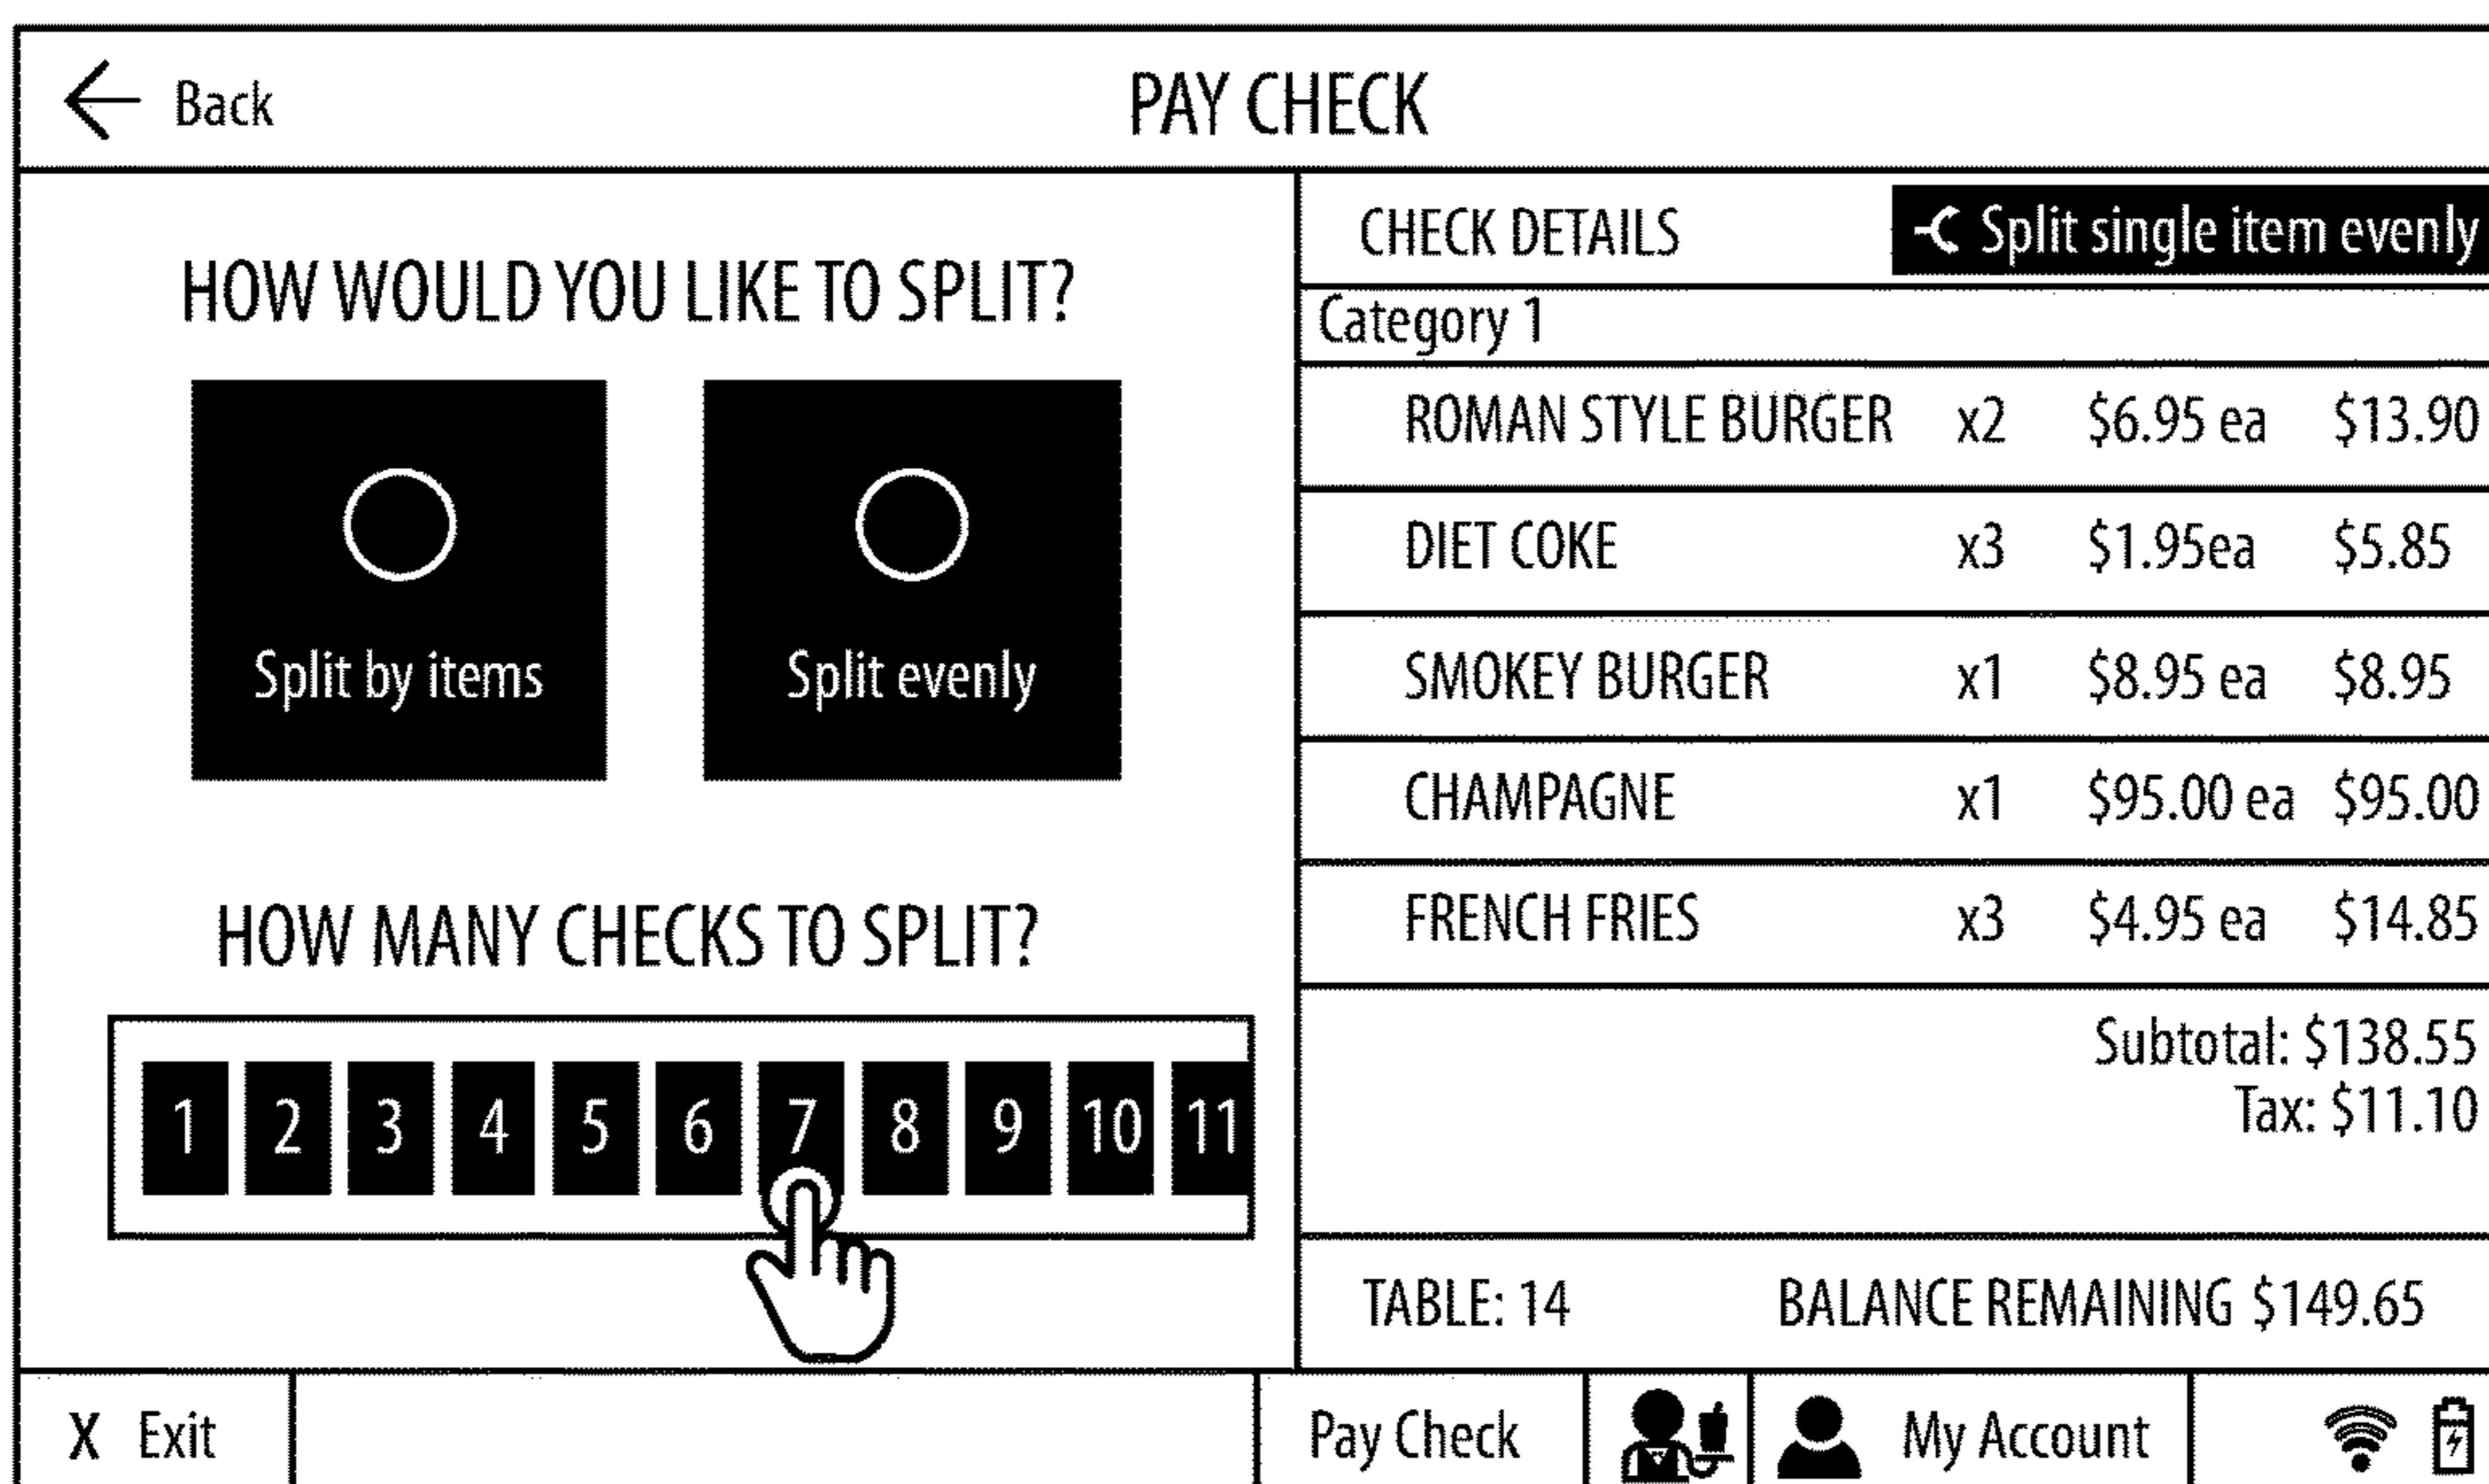 Back
PAY CHECK
HOW WOULD YOU LIKE TO SPLIT?
Split by items
Split evenly
HOW MANY CHECKS TO SPLIT?
1 2 3 4 5 6 7 8 9 10 11
CHECK DETAILS
Split single item evenly
Category 1
ROMAN STYLE BURGER x2 $6.95 ea $13.90
DIET COKE x3 $1.95ea $5.85
SMOKEY BURGER x1 $8.95 ea $8.95
CHAMPAGNE x1 $95.00 ea $95.00
FRENCH FRIES x3 $4.95 ea $14.85
Subtotal: $138.55
Tax: $11.10
TABLE: 14 BALANCE REMAINING $149.65
X Exit
Pay Check
My Account